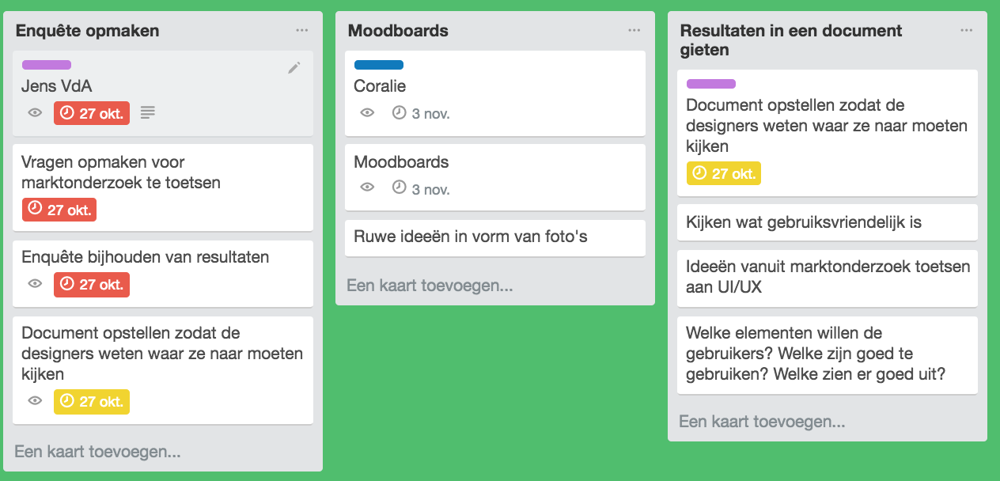 Enquête opmaken
Jens VdA
27 okt.
Vragen opmaken voor
marktonderzoek te toetsen
27 okt.
Enquête bijhouden van resultaten
27 okt.
Document opstellen zodat de
designers weten waar ze naar moeten
kijken
27 okt.
Een kaart toevoegen...
Moodboards
Coralie
3 nov.
Moodboards
3 nov.
Ruwe ideeën in vorm van foto's
Een kaart toevoegen...
Resultaten in een document
gieten
Document opstellen zodat de
designers weten waar ze naar moeten
kijken
27 okt.
Kijken wat gebruiksvriendelijk is
Ideeën vanuit marktonderzoek toetsen
aan UI/UX
Welke elementen willen de
gebruikers? Welke zijn goed te
gebruiken? Welke zien er goed uit?
Een kaart toevoegen...